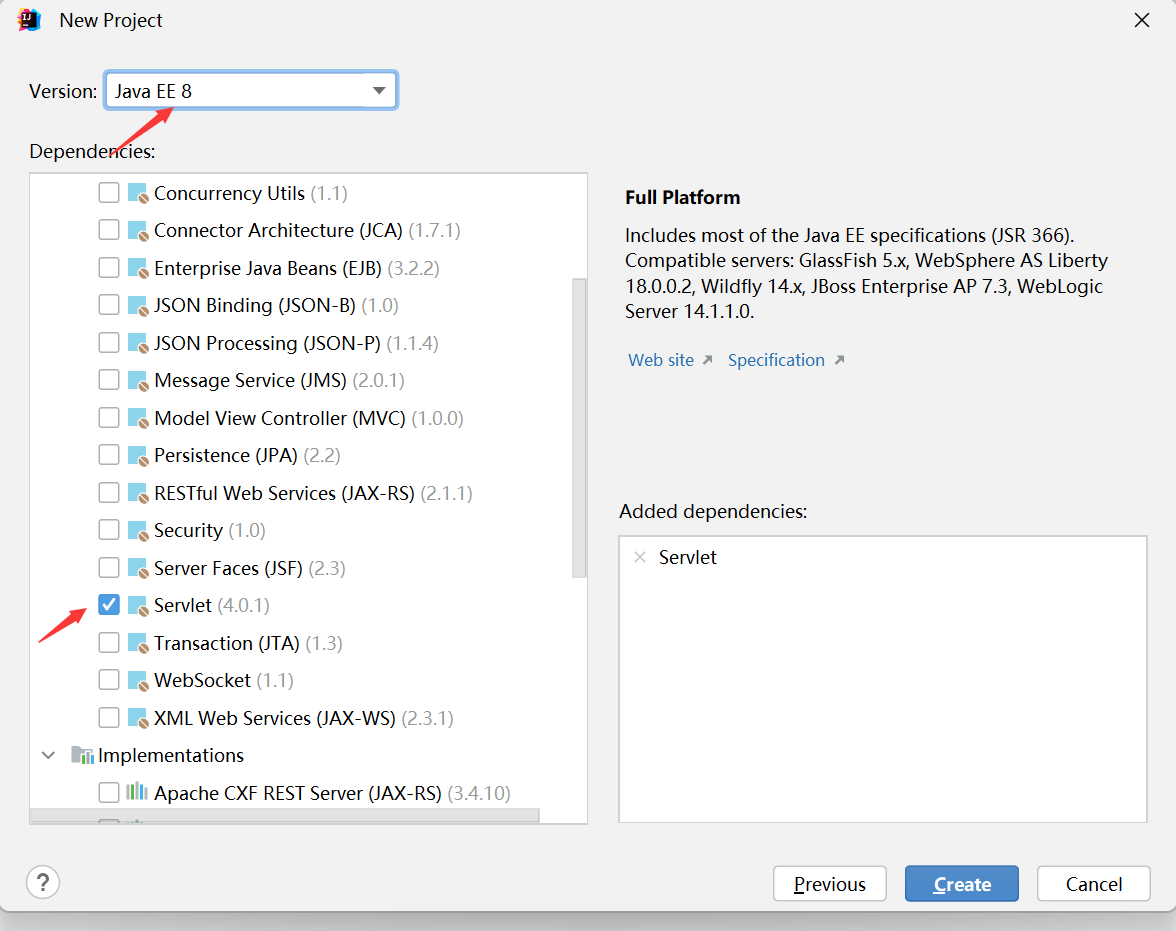 New Project
Version: Java EE 8
Dependencies:
Concurrency Utils (1.1)
Connector Architecture (JCA) (1.7.1)
Enterprise Java Beans (EJB) (3.2.2)
JSON Binding (JSON-B) (1.0)
JSON Processing (JSON-P) (1.1.4)
Message Service (JMS) (2.0.1)
Model View Controller (MVC) (1.0.0)
Persistence (JPA) (2.2)
RESTful Web Services (JAX-RS) (2.1.1)
Security (1.0)
Server Faces (JSF) (2.3)
Servlet (4.0.1)
Transaction (JTA) (1.3)
WebSocket (1.1)
XML Web Services (JAX-WS) (2.3.1)
Implementations
Apache CXF REST Server (JAX-RS) (3.4.10)
Full Platform
Includes most of the Java EE specifications (JSR 366).
Compatible servers: GlassFish 5.x, WebSphere AS Liberty
18.0.0.2, Wildfly 14.x, JBoss Enterprise AP 7.3, WebLogic
Server 14.1.1.0.
Web site Specification
Added dependencies:
Servlet
? Previous Create Cancel